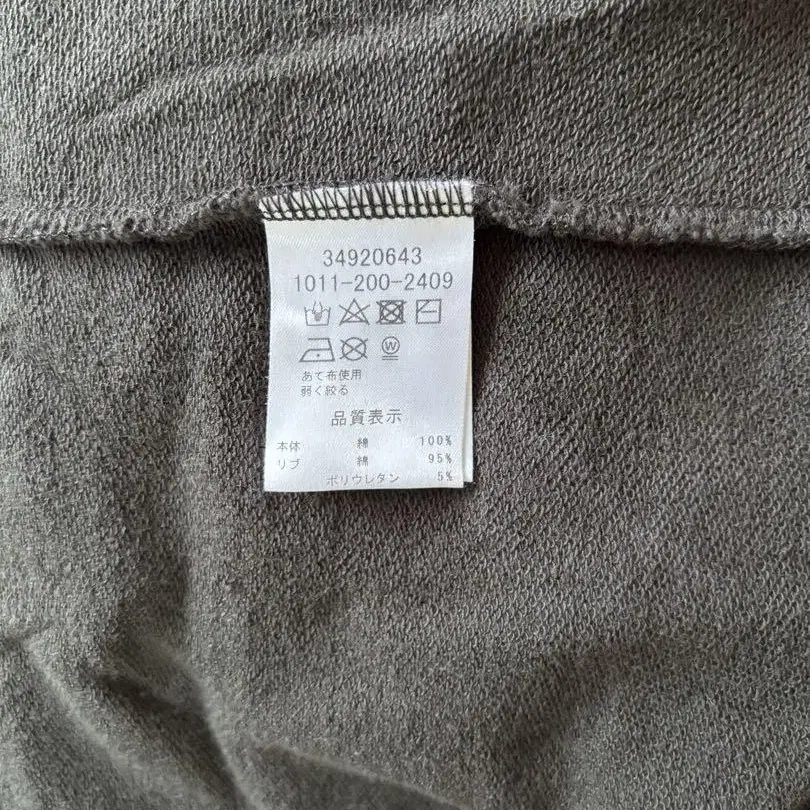 34920643
1011-200-2409
W
あて布使用
弱く絞る
品質表示
本体 綿 100%
リブ 綿 95%
ポリウレタン 5%